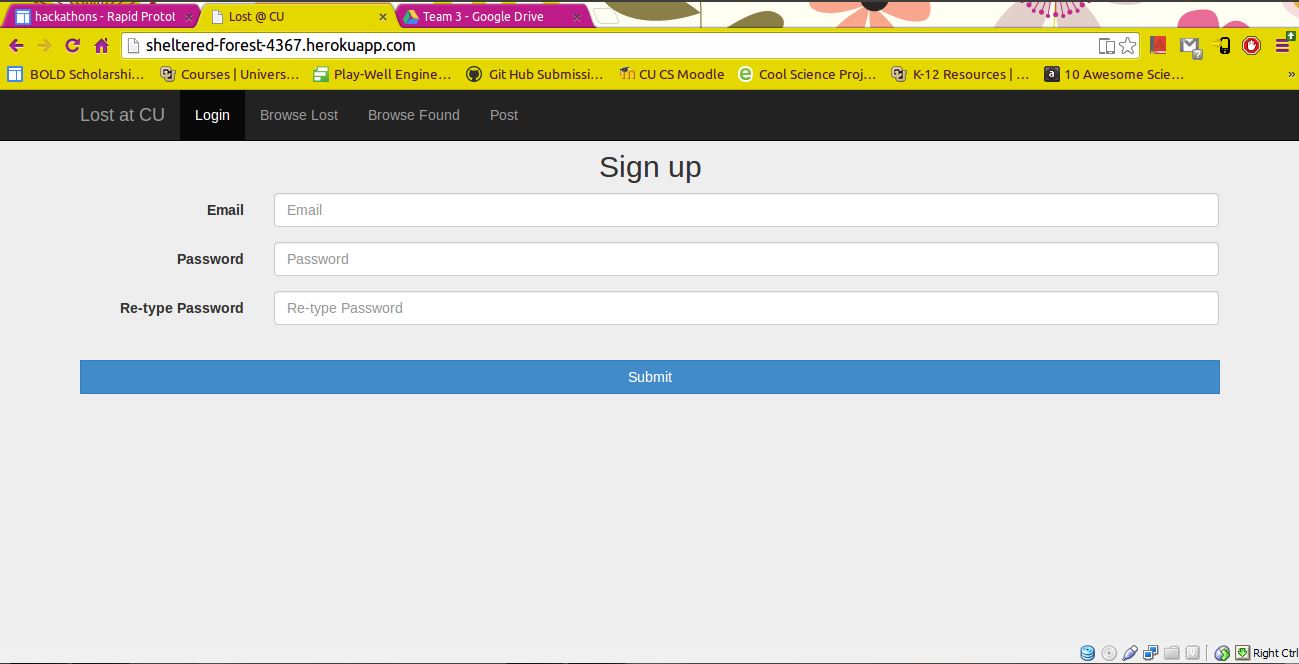 hackathons - Rapid Protot
Lost @ CU
Team 3 - Google Drive
sheltered-forest-4367.herokuapp.com
BOLD Scholarshi... Courses | Univers... Play-Well Engine... Git Hub Submissi... CU CS Moodle Cool Science Proj... K-12 Resources | ... 10 Awesome Scie... »
Lost at CU Login Browse Lost Browse Found Post
Sign up
Email Email
Password Password
Re-type Password Re-type Password
Submit
Right Ctrl